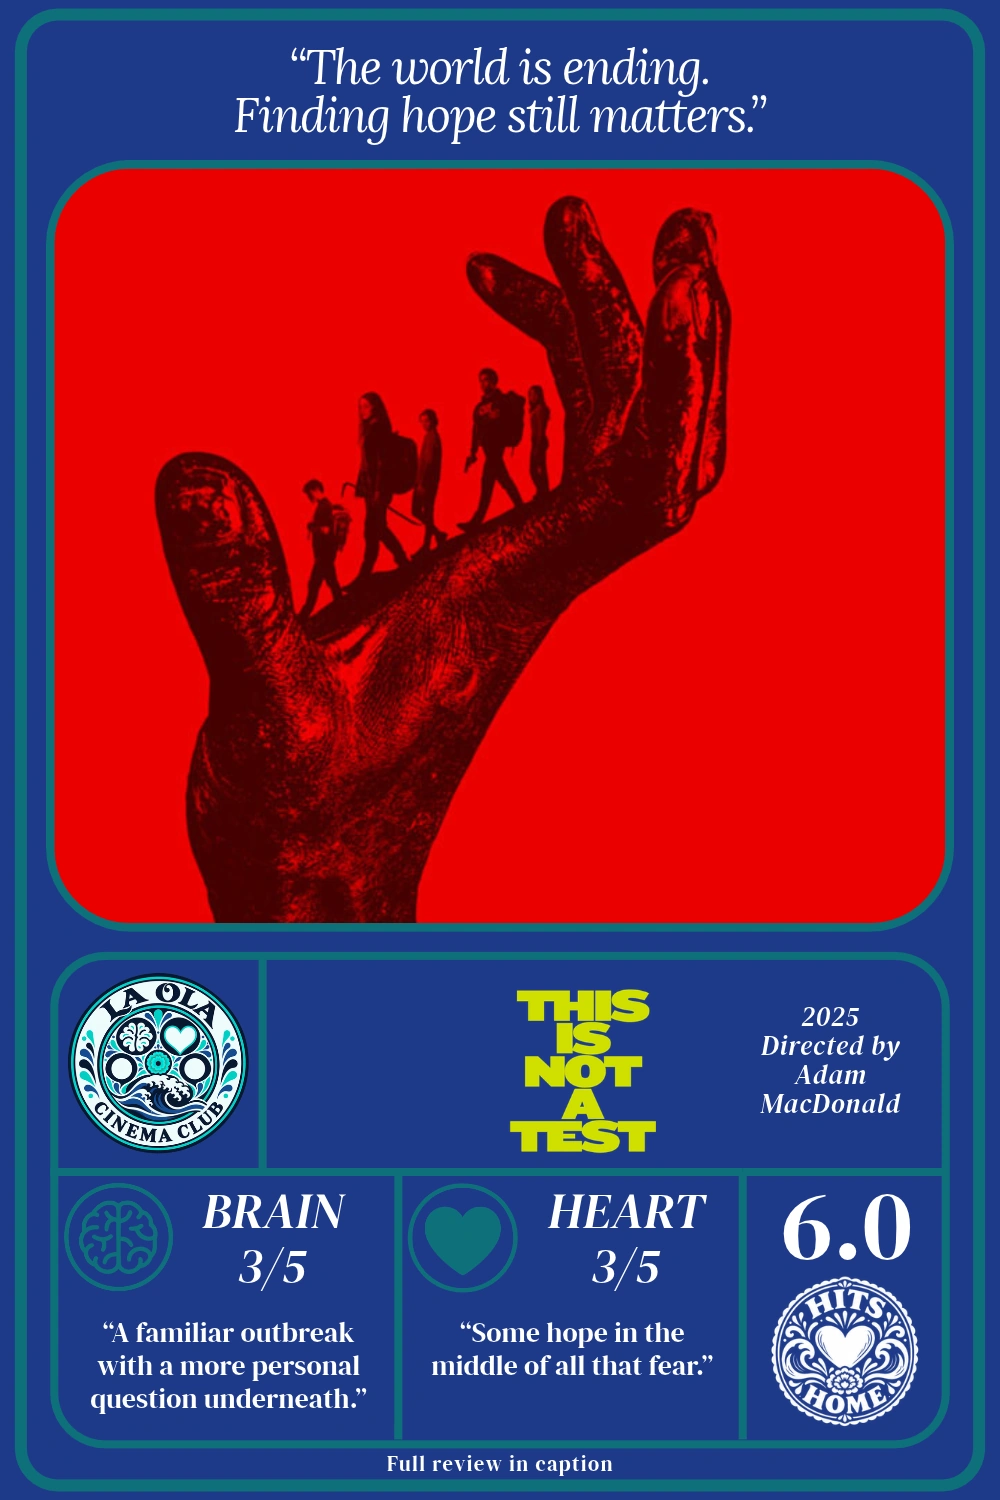 “The world is ending.
Finding hope still matters.”
LA OLA
CINEMA CLUB
THIS
IS
NOT
A
TEST
2025
Directed by
Adam
MacDonald
BRAIN
3/5
“A familiar outbreak
with a more personal
question underneath.”
HEART
3/5
“Some hope in the
middle of all that fear.”
6.0
HITS
HOME
Full review in caption